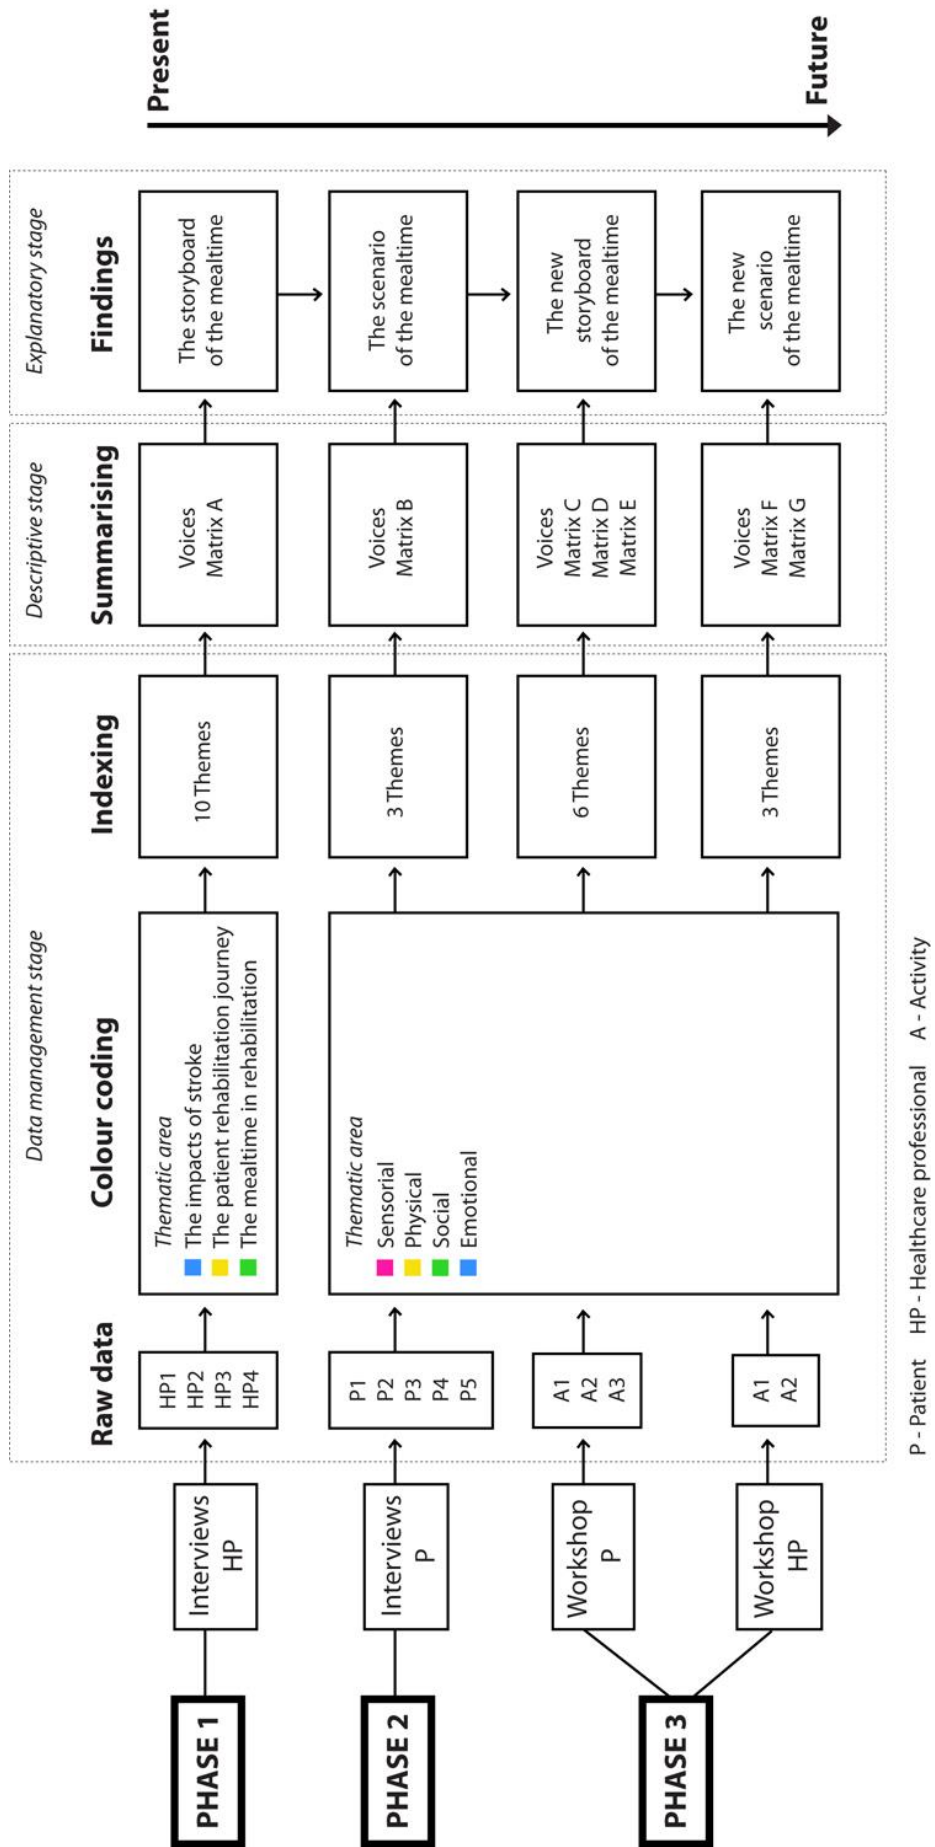 Data management stage
Descriptive stage
Explanatory stage
Raw data
Colour coding
Indexing
Summarising
Findings
PHASE 1
Interviews
HP
HP1
HP2
HP3
HP4
Thematic area
The impacts of stroke
The patient rehabilitation journey
The mealtime in rehabilitation
10 Themes
Voices
Matrix A
The storyboard
of the mealtime
Present
PHASE 2
Interviews
P
P1
P2
P3
P4
P5
Thematic area
Sensorial
Physical
Social
Emotional
3 Themes
Voices
Matrix B
The scenario
of the mealtime
PHASE 3
Workshop
P
A1
A2
A3
6 Themes
Voices
Matrix C
Matrix D
Matrix E
The new
storyboard
of the mealtime
Workshop
HP
A1
A2
3 Themes
Voices
Matrix F
Matrix G
The new
scenario
of the mealtime
Future
P - Patient HP - Healthcare professional A - Activity